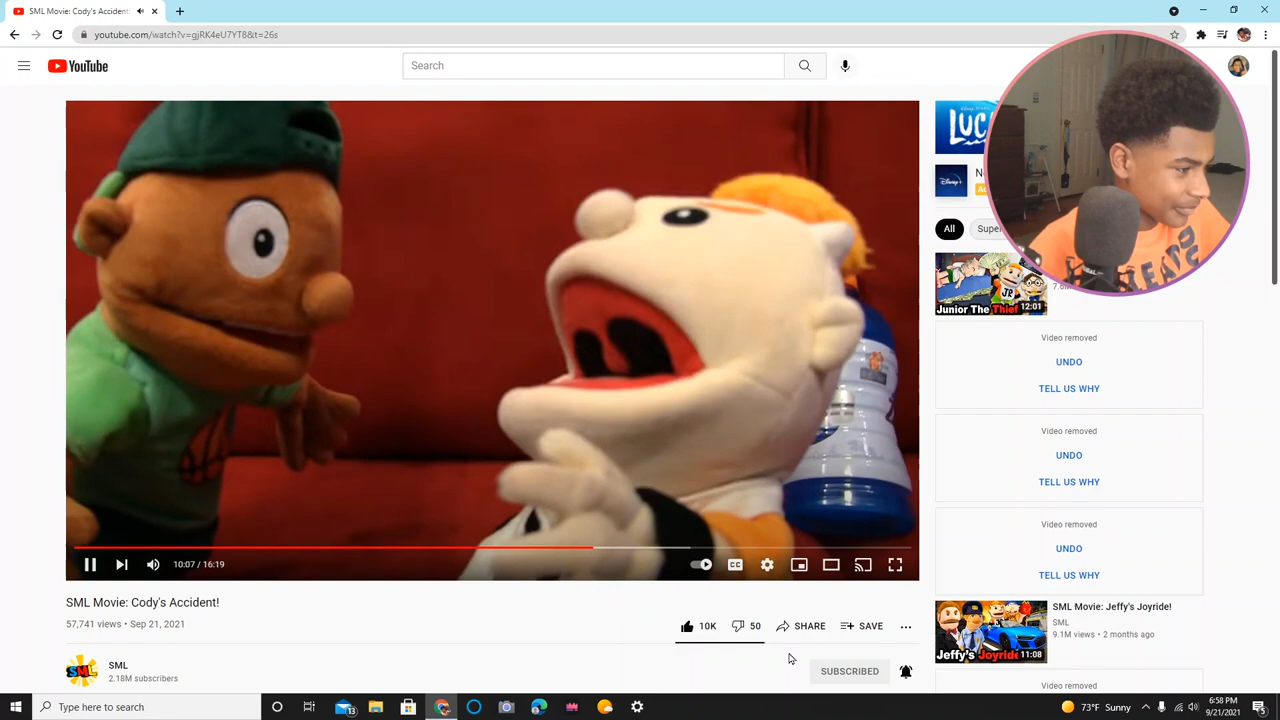 SML Movie: Cody's Accident!
youtube.com/watch?v=gjRK4eU7YT8&t=26s
YouTube
Search
All
JR
Junior The Thief
12:01
Video removed
UNDO
TELL US WHY
Video removed
UNDO
TELL US WHY
Video removed
UNDO
TELL US WHY
10:07 / 16:19
CC
SML Movie: Cody's Accident!
57,741 views • Sep 21, 2021
10K
50
SHARE
SAVE
SML
SML
2.18M subscribers
SUBSCRIBED
Jeffy's Joyride
11:08
SML Movie: Jeffy's Joyride!
SML
9.1M views • 2 months ago
Video removed
Type here to search
13
73°F Sunny
6:58 PM
9/21/2021